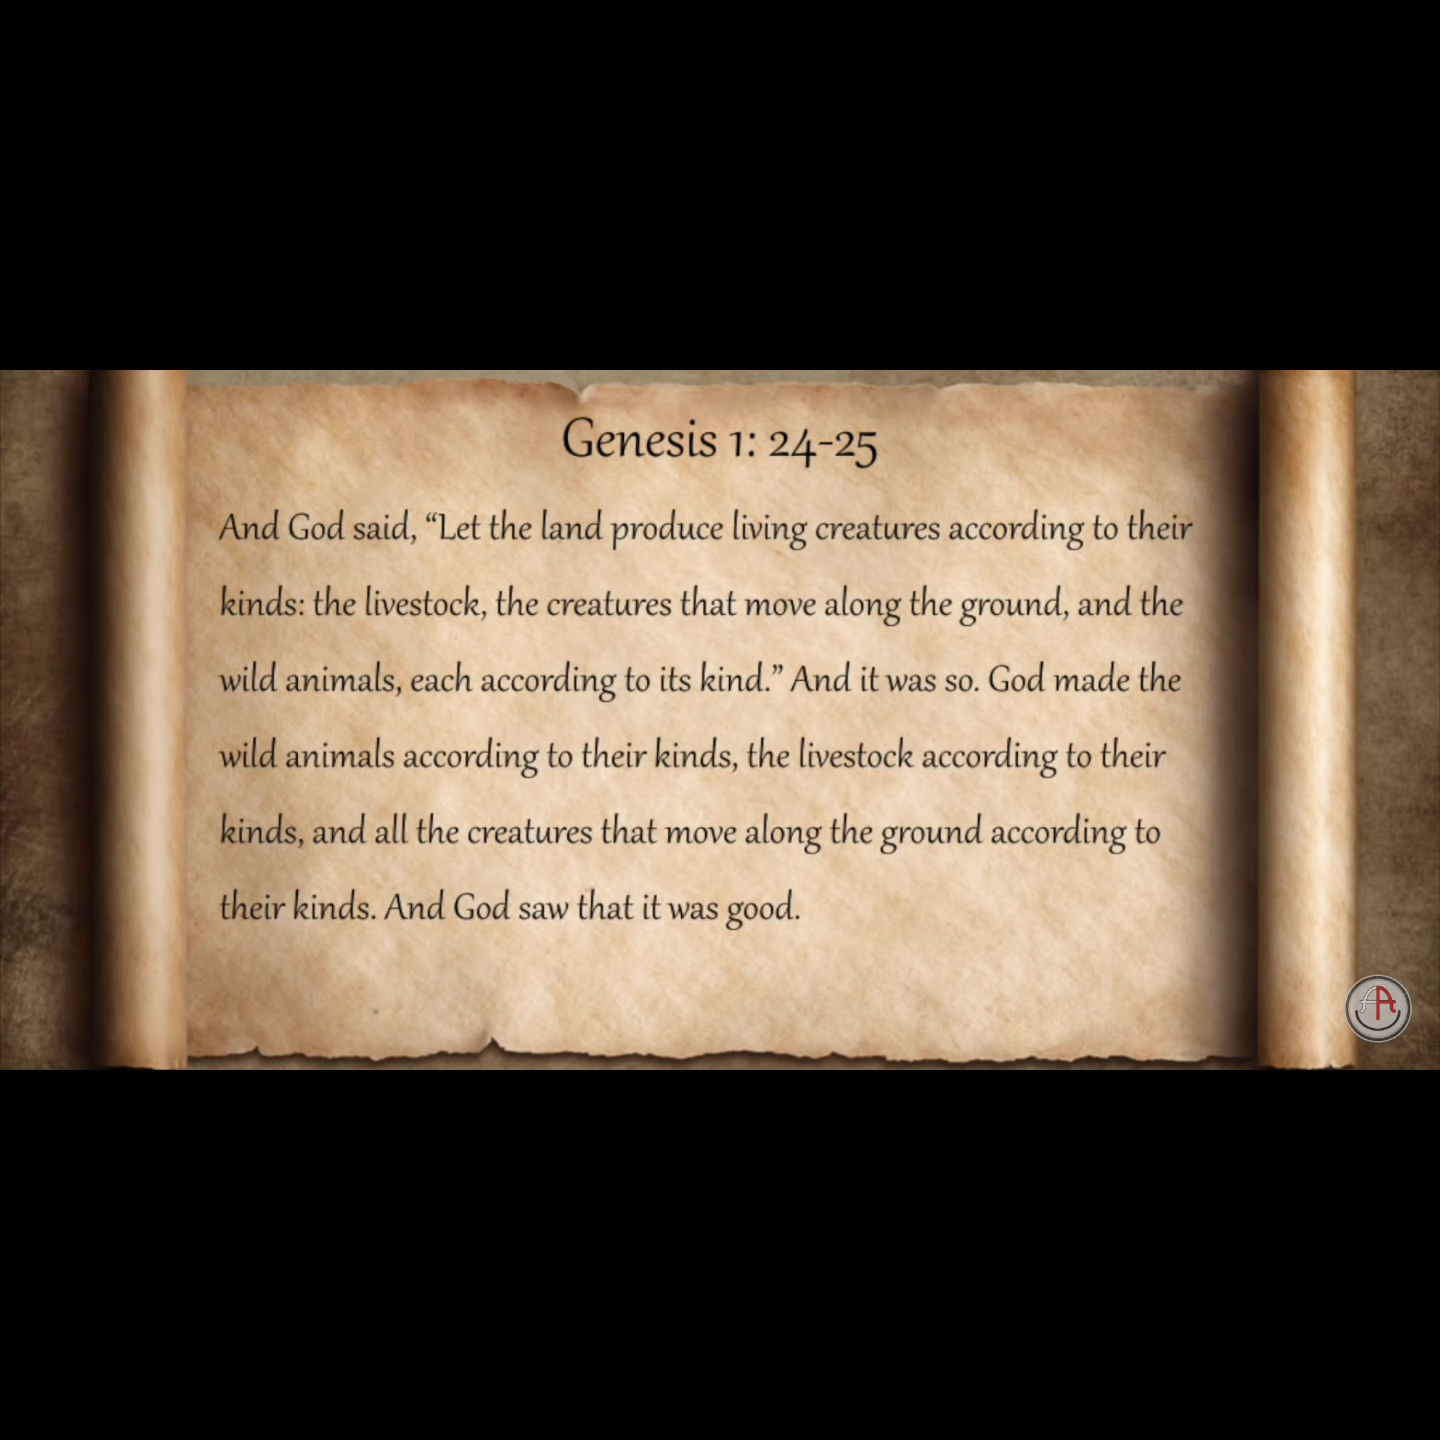 Genesis 1: 24-25
And God said, “Let the land produce living creatures according to their
kinds: the livestock, the creatures that move along the ground, and the
wild animals, each according to its kind.” And it was so. God made the
wild animals according to their kinds, the livestock according to their
kinds, and all the creatures that move along the ground according to
their kinds. And God saw that it was good.
AA